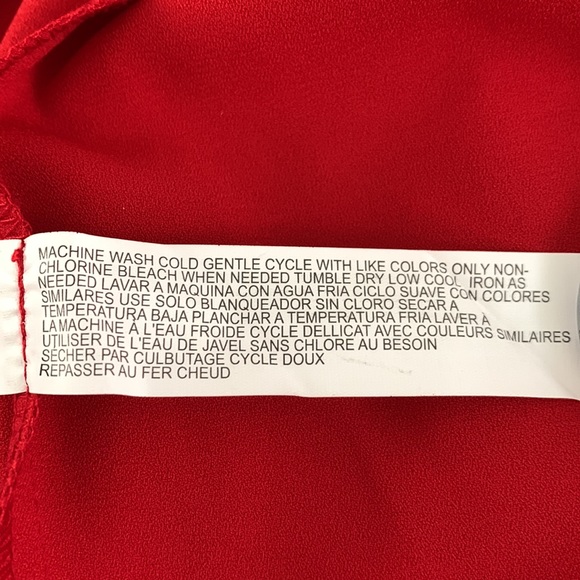 MACHINE WASH COLD GENTLE CYCLE WITH LIKE COLORS ONLY NON-
CHLORINE BLEACH WHEN NEEDED TUMBLE DRY LOW COOL IRON AS
NEEDED LAVAR A MAQUINA CON AGUA FRIA CICLO SUAVE CON COLORES
SIMILARES USE SOLO BLANQUEADOR SIN CLORO SECAR A
TEMPERATURA BAJA PLANCHAR A TEMPERATURA FRIA LAVER À
LA MACHINE À L'EAU FROIDE CYCLE DELLICAT AVEC COULEURS SIMILAIRES
UTILISER DE L'EAU DE JAVEL SANS CHLORE AU BESOIN
SÉCHER PAR CULBUTAGE CYCLE DOUX
REPASSER AU FER CHEUD